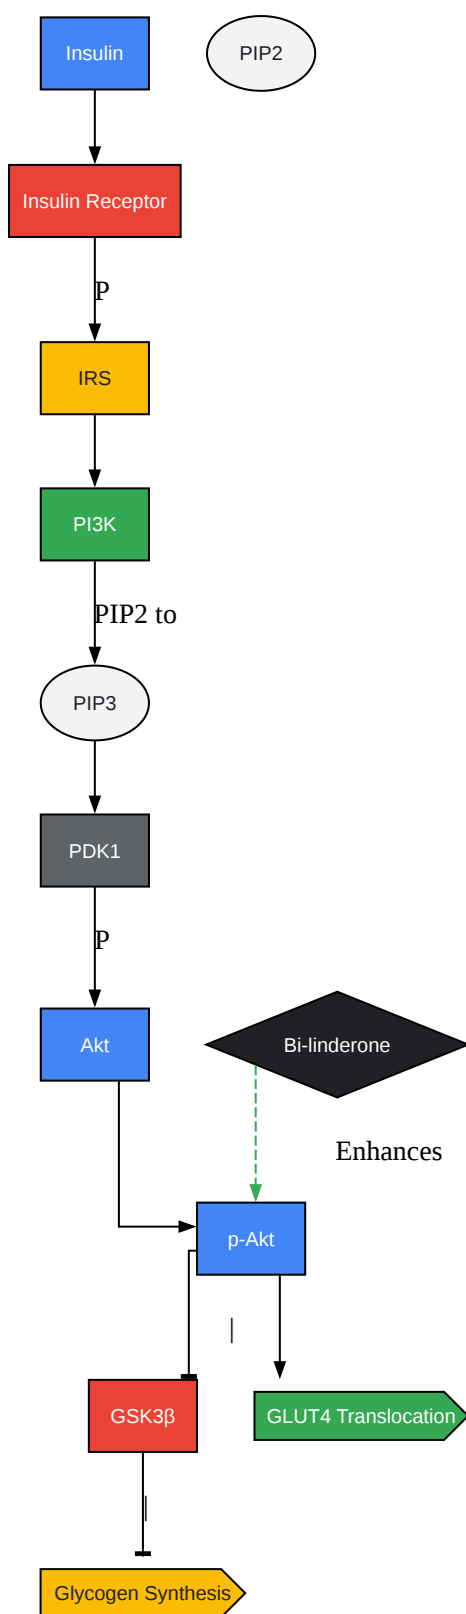 Insulin
PIP2
Insulin Receptor
P
IRS
PI3K
PIP2 to
PIP3
PDK1
P
Akt
Bi-linderone
Enhances
p-Akt
|
GSK3β
GLUT4 Translocation
|
Glycogen Synthesis